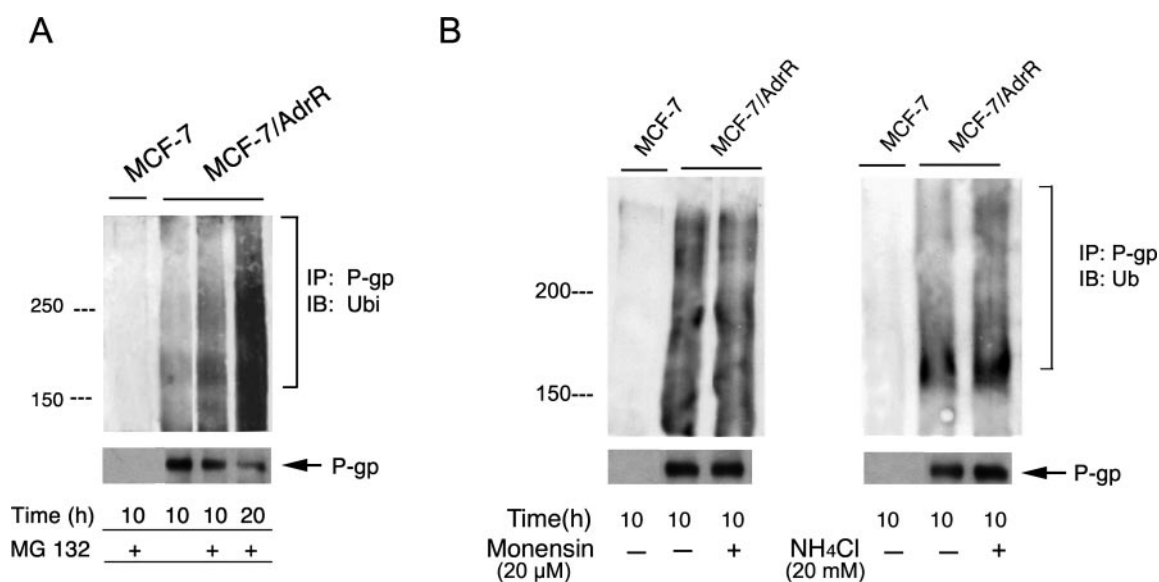 A
MCF-7
MCF-7/AdrR
250 ---
150 ---
IP: P-gp
IB: Ubi
P-gp
Time (h) 10 10 10 20
MG 132 + + +
B
MCF-7
MCF-7/AdrR
200---
150---
Time(h) 10 10 10
Monensin – – +
(20 µM)
MCF-7
MCF-7/AdrR
IP: P-gp
IB: Ub
P-gp
10 10 10
NH₄Cl – – +
(20 mM)